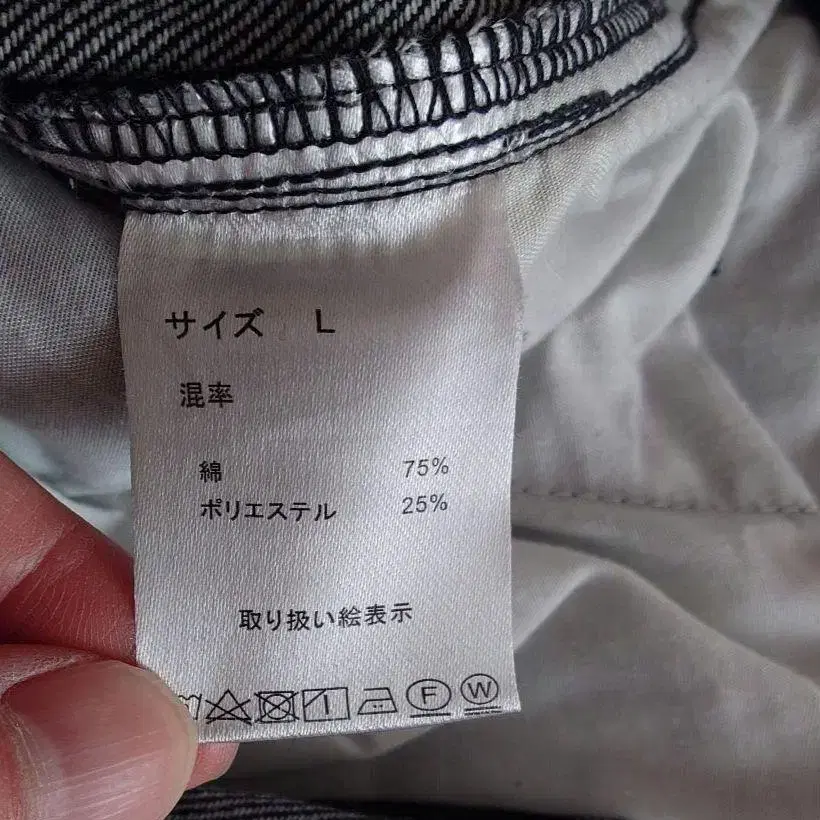 サイズ L
混率
綿 75%
ポリエステル 25%
取り扱い絵表示
F W